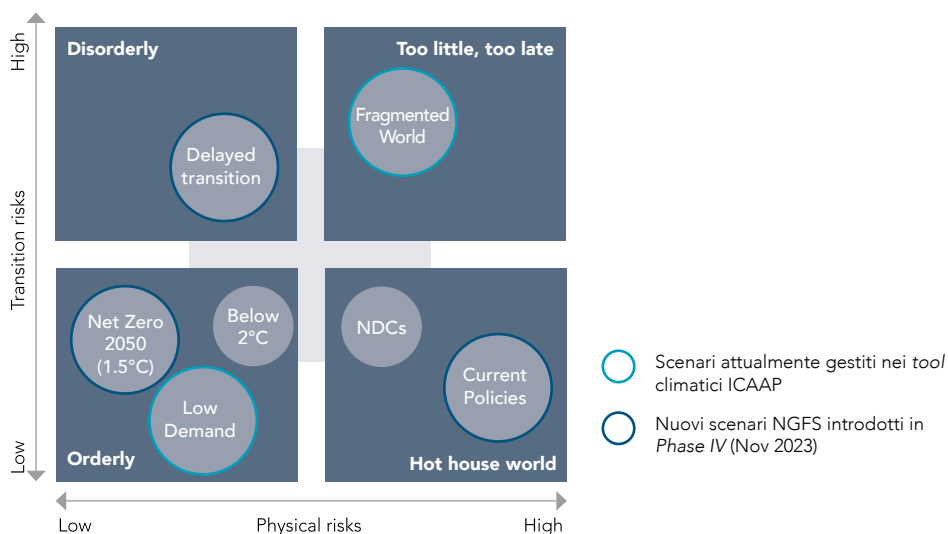 High
Transition risks
Low
Disorderly
Delayed
transition
Too little, too late
Fragmented
World
Net Zero
2050
(1.5°C)
Below
2°C
Low
Demand
Orderly
NDCs
Current
Policies
Hot house world
Low
Physical risks
High
Scenari attualmente gestiti nei tool
climatici ICAAP
Nuovi scenari NGFS introdotti in
Phase IV (Nov 2023)